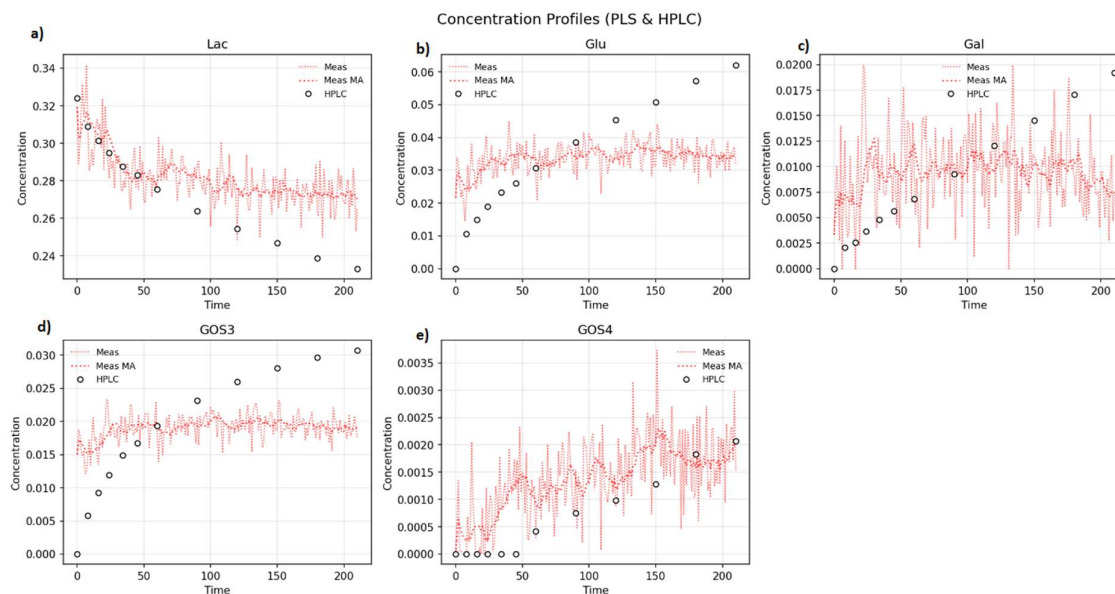 Concentration Profiles (PLS & HPLC)
a)
Lac
Meas
Meas MA
HPLC
0.34
0.32
0.30
0.28
0.26
0.24
Concentration
0
50
100
150
200
Time
b)
Glu
Meas
Meas MA
HPLC
0.06
0.05
0.04
0.03
0.02
0.01
0.00
Concentration
0
50
100
150
200
Time
c)
Gal
Meas
Meas MA
HPLC
0.0200
0.0175
0.0150
0.0125
0.0100
0.0075
0.0050
0.0025
0.0000
Concentration
0
50
100
150
200
Time
d)
GOS3
Meas
Meas MA
HPLC
0.030
0.025
0.020
0.015
0.010
0.005
0.000
Concentration
0
50
100
150
200
Time
e)
GOS4
Meas
Meas MA
HPLC
0.0035
0.0030
0.0025
0.0020
0.0015
0.0010
0.0005
0.0000
Concentration
0
50
100
150
200
Time